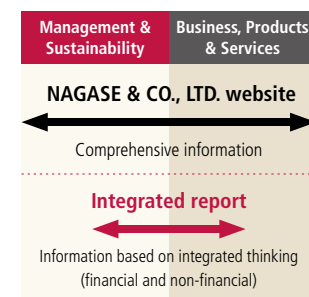 Management &
Sustainability
Business, Products
& Services
NAGASE & CO., LTD. website
Comprehensive information
Integrated report
Information based on integrated thinking
(financial and non-financial)